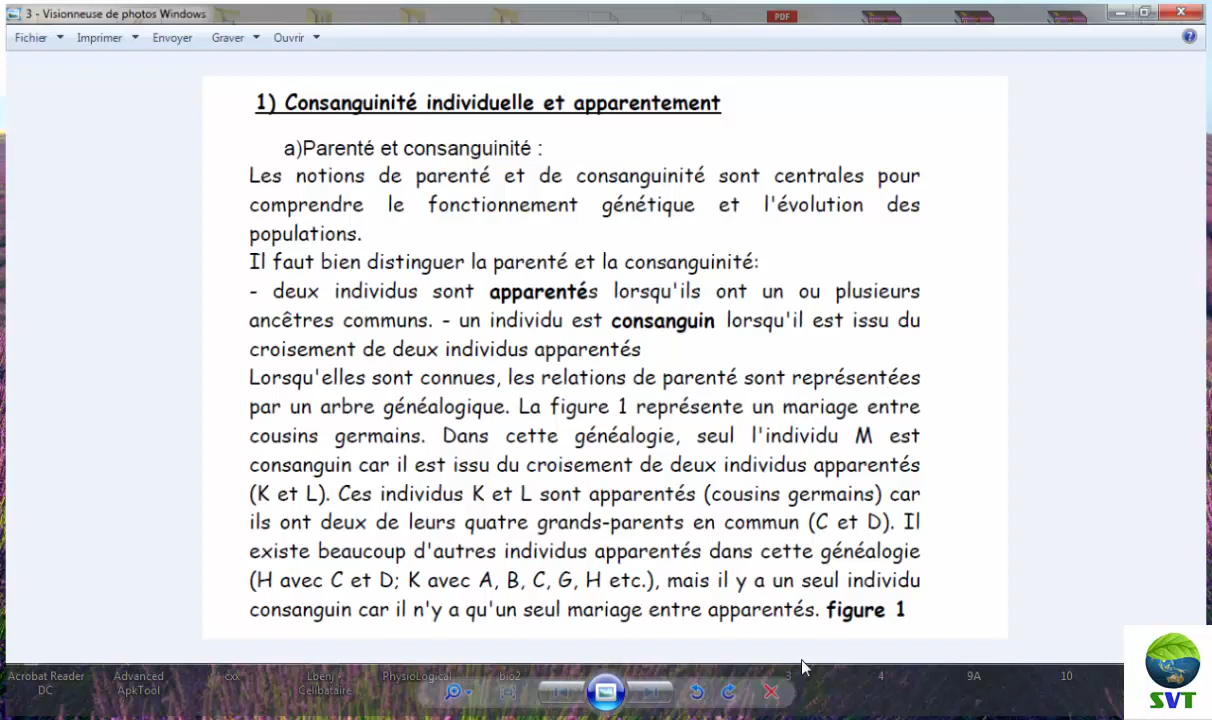 3 - Visionneuse de photos Windows
PDF
Fichier Imprimer Envoyer Graver Ouvrir
1) Consanguinité individuelle et apparentement
a)Parenté et consanguinité :
Les notions de parenté et de consanguinité sont centrales pour
comprendre le fonctionnement génétique et l'évolution des
populations.
Il faut bien distinguer la parenté et la consanguinité:
- deux individus sont apparentés lorsqu'ils ont un ou plusieurs
ancêtres communs. - un individu est consanguin lorsqu'il est issu du
croisement de deux individus apparentés
Lorsqu'elles sont connues, les relations de parenté sont représentées
par un arbre généalogique. La figure 1 représente un mariage entre
cousins germains. Dans cette généalogie, seul l'individu M est
consanguin car il est issu du croisement de deux individus apparentés
(K et L). Ces individus K et L sont apparentés (cousins germains) car
ils ont deux de leurs quatre grands-parents en commun (C et D). Il
existe beaucoup d'autres individus apparentés dans cette généalogie
(H avec C et D; K avec A, B, C, G, H etc.), mais il y a un seul individu
consanguin car il n'y a qu'un seul mariage entre apparentés. figure 1
Acrobat Reader Advanced cxx Lbenj - PhysioLogical Bio2 3 4 9A 10
DC ApkTool Celibataire
SVT